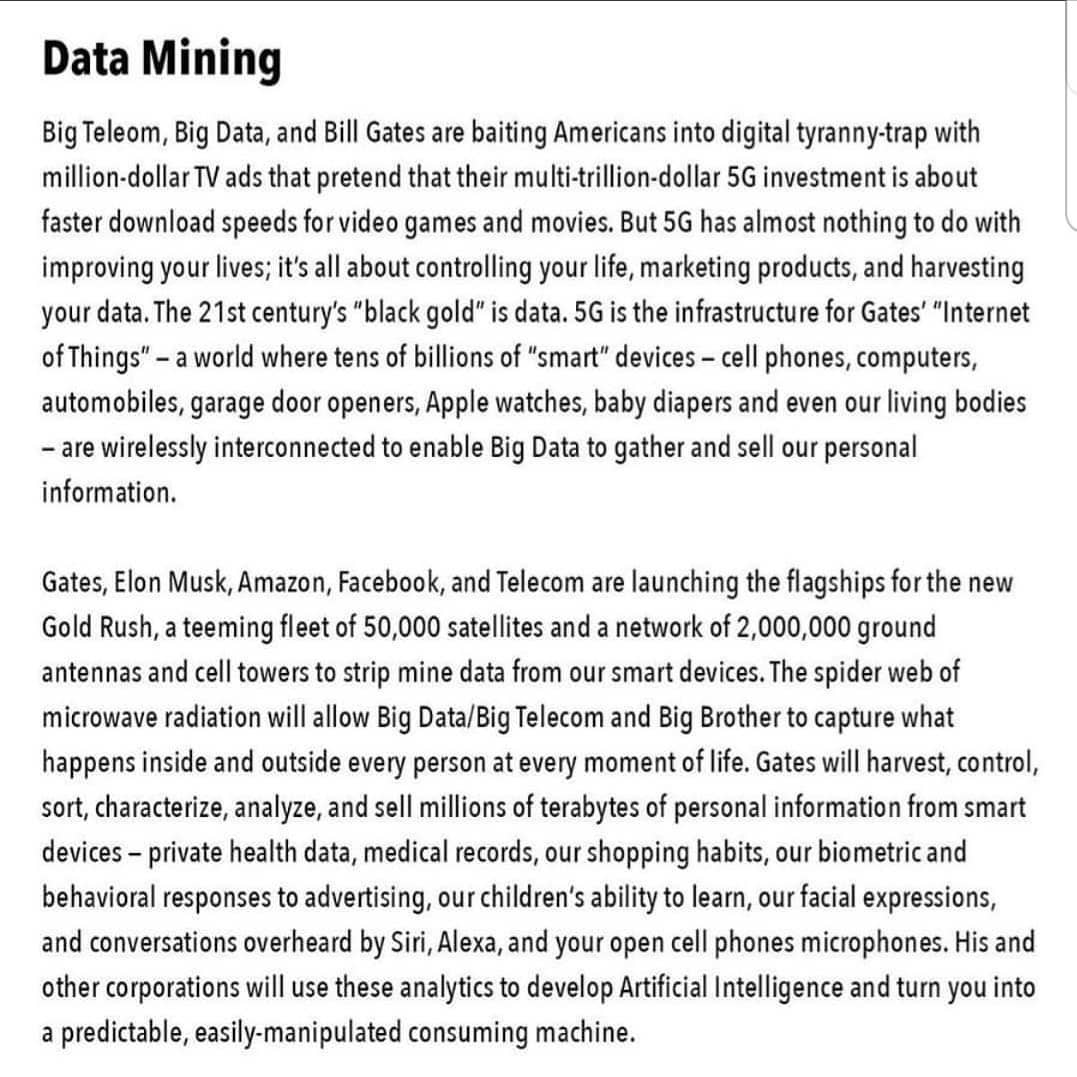 Data Mining
Big Teleom, Big Data, and Bill Gates are baiting Americans into digital tyranny-trap with
million-dollar TV ads that pretend that their multi-trillion-dollar 5G investment is about
faster download speeds for video games and movies. But 5G has almost nothing to do with
improving your lives; it's all about controlling your life, marketing products, and harvesting
your data. The 21st century's "black gold" is data. 5G is the infrastructure for Gates' "Internet
of Things" – a world where tens of billions of "smart" devices – cell phones, computers,
automobiles, garage door openers, Apple watches, baby diapers and even our living bodies
– are wirelessly interconnected to enable Big Data to gather and sell our personal
information.
Gates, Elon Musk, Amazon, Facebook, and Telecom are launching the flagships for the new
Gold Rush, a teeming fleet of 50,000 satellites and a network of 2,000,000 ground
antennas and cell towers to strip mine data from our smart devices. The spider web of
microwave radiation will allow Big Data/Big Telecom and Big Brother to capture what
happens inside and outside every person at every moment of life. Gates will harvest, control,
sort, characterize, analyze, and sell millions of terabytes of personal information from smart
devices – private health data, medical records, our shopping habits, our biometric and
behavioral responses to advertising, our children's ability to learn, our facial expressions,
and conversations overheard by Siri, Alexa, and your open cell phones microphones. His and
other corporations will use these analytics to develop Artificial Intelligence and turn you into
a predictable, easily-manipulated consuming machine.